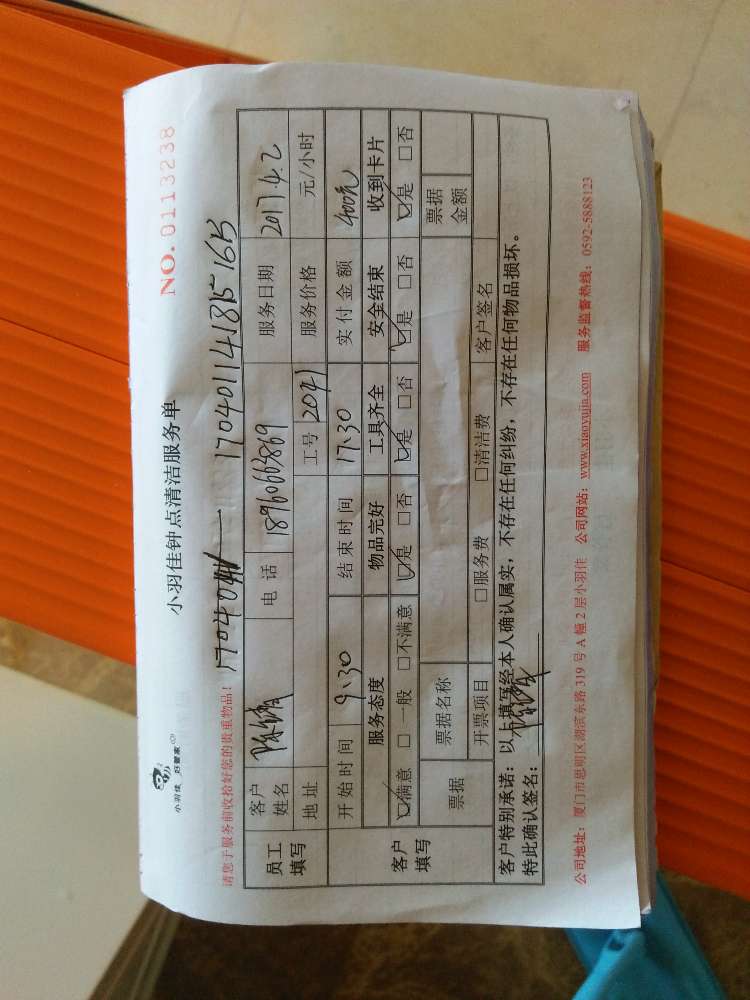 小羽佳 好管家
小羽佳钟点清洁服务单
NO.0113238
请您于服务前收拾好您的贵重物品!
1704011418151615
员工填写 客户姓名 电话 服务日期 2017.4.2
地址 工号 2041 服务价格 元/小时
客户填写 开始时间 9:30 结束时间 17:30 实付金额 400元
服务态度 物品完好 工具齐全 安全结束 收到卡片
☑满意 □一般 □不满意 ☑是 □否 ☑是 □否 ☑是 □否 ☑是 □否
票据 票据名称 票据金额
开票项目 □服务费 □清洁费 客户签名
客户特别承诺:以上填写经本人确认属实,不存在任何纠纷,不存在任何物品损坏。
特此确认签名:
公司地址:厦门市思明区湖滨东路 319 号 A 幢 2 层小羽佳 公司网站:www.xiaoyujia.com 服务监督热线:0592-5888123